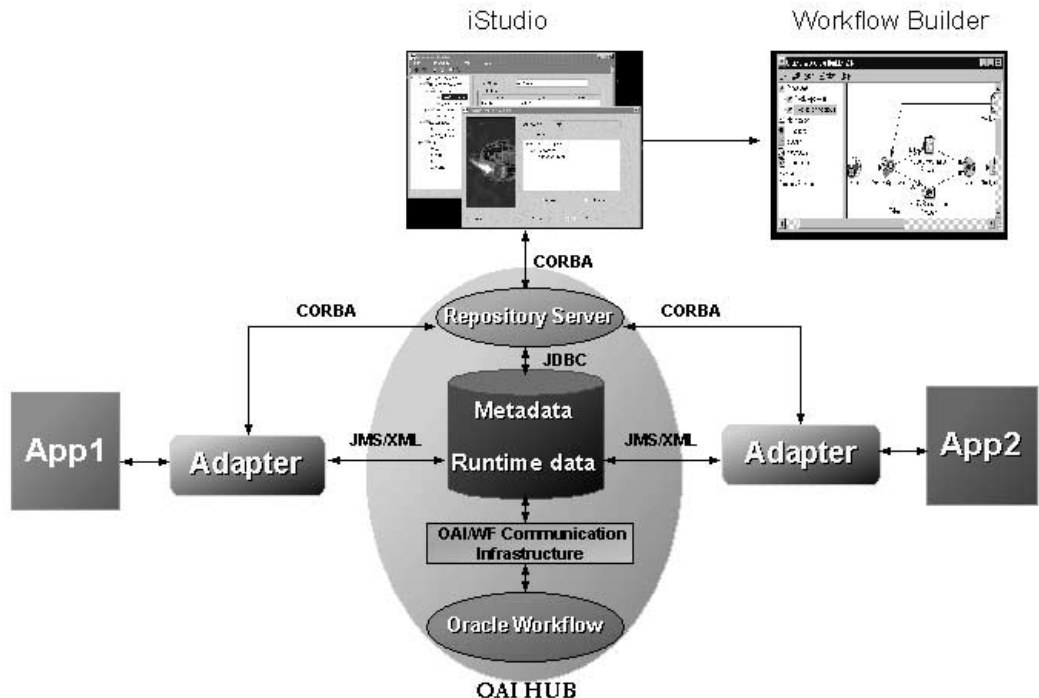 iStudio
Workflow Builder
CORBA
CORBA
Repository Server
CORBA
JDBC
Metadata
App1
Adapter
JMS/XML
Runtime data
JMS/XML
Adapter
App2
OAI/WF Communication
Infrastructure
Oracle Workflow
OAI HUB